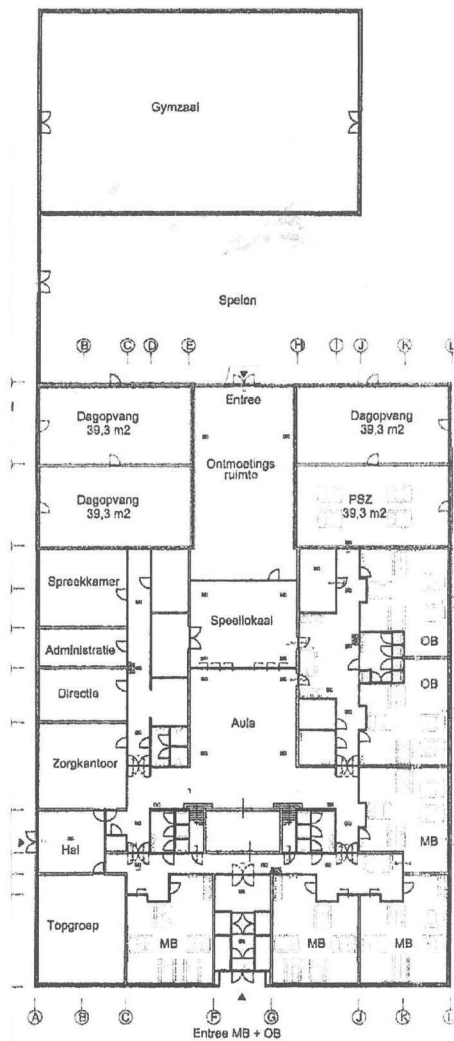 Gymzaal
Spelen
B C D E H I J K L
Entree
Dagopvang
39,3 m2
Dagopvang
39,3 m2
Ontmoetings
ruimte
Dagopvang
39,3 m2
PSZ
39,3 m2
Spreekkamer
Speellokaal
OB
Administratie
OB
Directie
Aula
Zorgkantoor
MB
Hal
Topgroep
MB
MB
MB
A B C F G J K L
Entree MB + OB